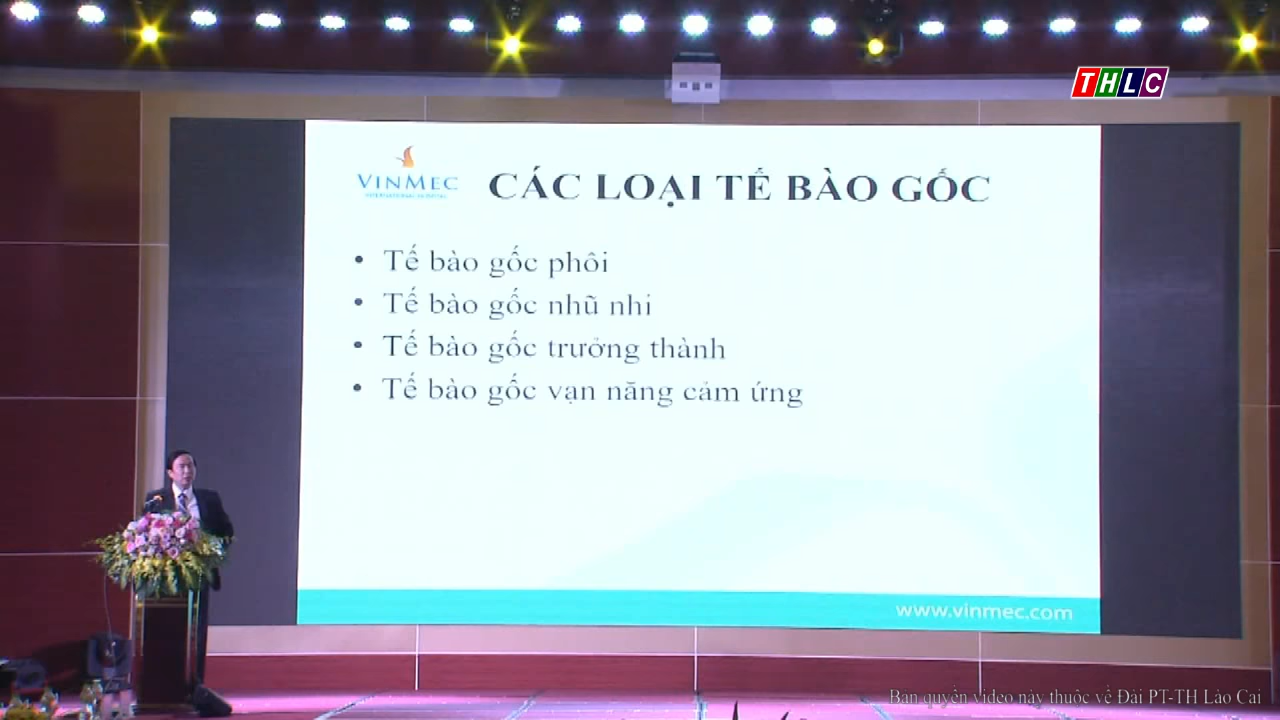 THLC
VINMEC
CÁC LOẠI TẾ BÀO GỐC
• Tế bào gốc phôi
• Tế bào gốc nhũ nhi
• Tế bào gốc trưởng thành
• Tế bào gốc vạn năng cảm ứng
www.vinmec.com
Bản quyền video này thuộc về Đài PT-TH Lào Cai